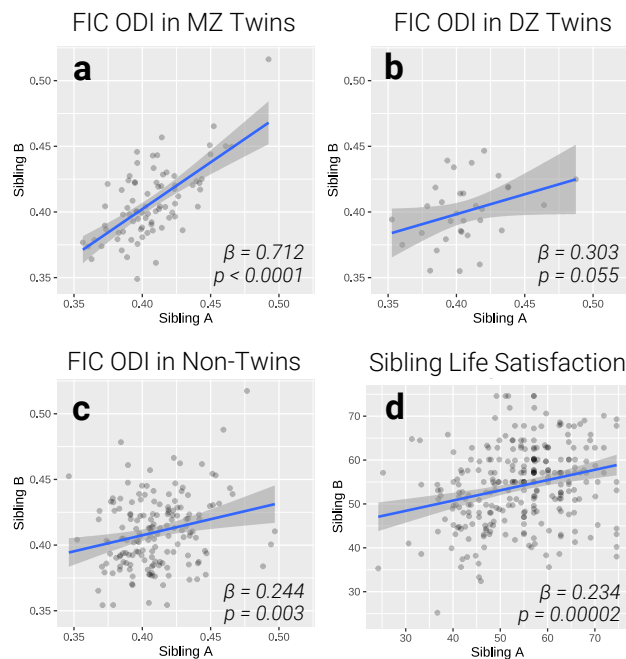 FIC ODI in MZ Twins
a
0.50
0.45
0.40
0.35
Sibling B
β = 0.712
p < 0.0001
0.35 0.40 0.45 0.50
Sibling A
FIC ODI in DZ Twins
b
0.50
0.45
0.40
0.35
Sibling B
β = 0.303
p = 0.055
0.35 0.40 0.45 0.50
Sibling A
FIC ODI in Non-Twins
c
0.50
0.45
0.40
0.35
Sibling B
β = 0.244
p = 0.003
0.35 0.40 0.45 0.50
Sibling A
Sibling Life Satisfaction
d
70
60
50
40
30
Sibling B
β = 0.234
p = 0.00002
30 40 50 60 70
Sibling A